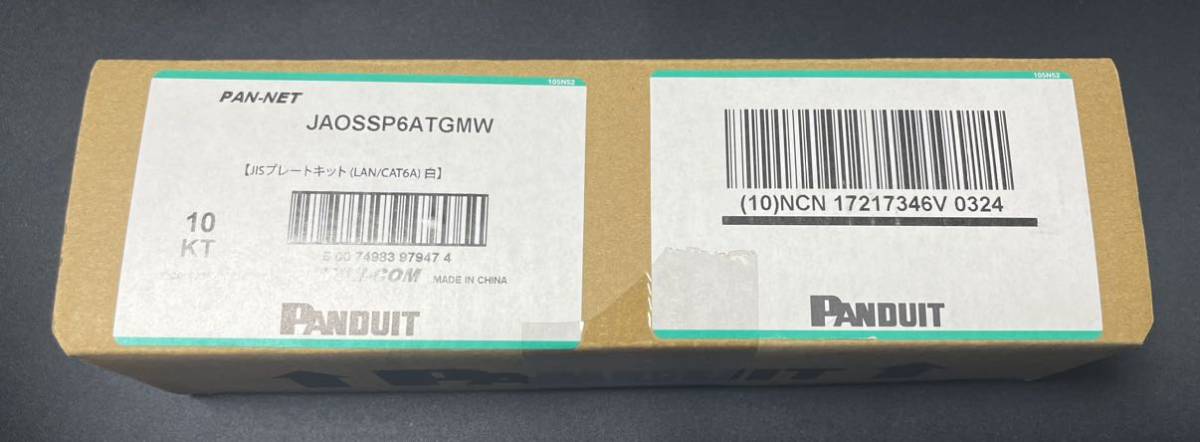 105N52
PAN-NET
JAOSSP6ATGMW
【JISプレートキット(LAN/CAT6A) 白】
10
KT
5 00 74983 97947 4
MADE IN CHINA
PANDUIT
105N52
(10)NCN 17217346V 0324
PANDUIT
PANDUIT